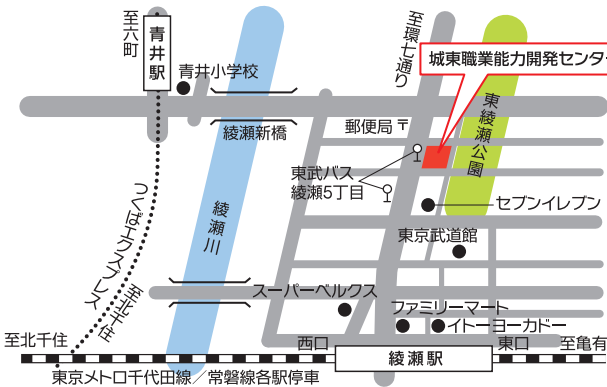 至六町
青井駅
青井小学校
綾瀬新橋
至環七通り
城東職業能力開発センター
郵便局〒
東綾瀬公園
東武バス
綾瀬5丁目
セブンイレブン
東京武道館
綾瀬川
つくばエクスプレス
至北千住
スーパーベルクス
ファミリーマート
イトーヨーカドー
至北千住
西口
綾瀬駅
東口
至亀有
東京メトロ千代田線／常磐線各駅停車